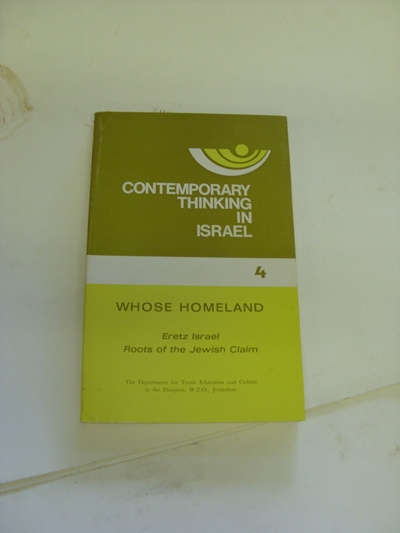 CONTEMPORARY
THINKING
IN
ISRAEL
4
WHOSE HOMELAND
Eretz Israel
Roots of the Jewish Claim
The Department for Torah Education and Culture
in the Diaspora, W.Z.O., Jerusalem